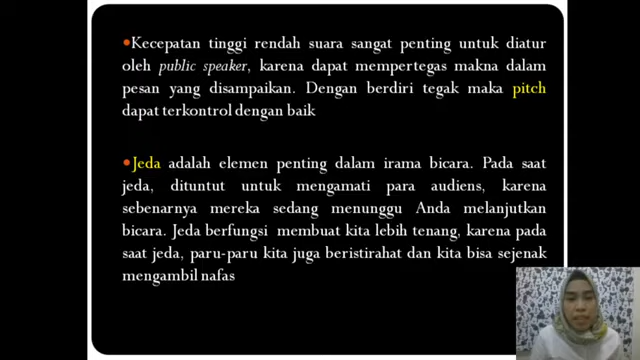 •Kecepatan tinggi rendah suara sangat penting untuk diatur
oleh public speaker, karena dapat mempertegas makna dalam
pesan yang disampaikan. Dengan berdiri tegak maka pitch
dapat terkontrol dengan baik
•Jeda adalah elemen penting dalam irama bicara. Pada saat
jeda, dituntut untuk mengamati para audiens, karena
sebenarnya mereka sedang menunggu Anda melanjutkan
bicara. Jeda berfungsi membuat kita lebih tenang, karena pada
saat jeda, paru-paru kita juga beristirahat dan kita bisa sejenak
mengambil nafas